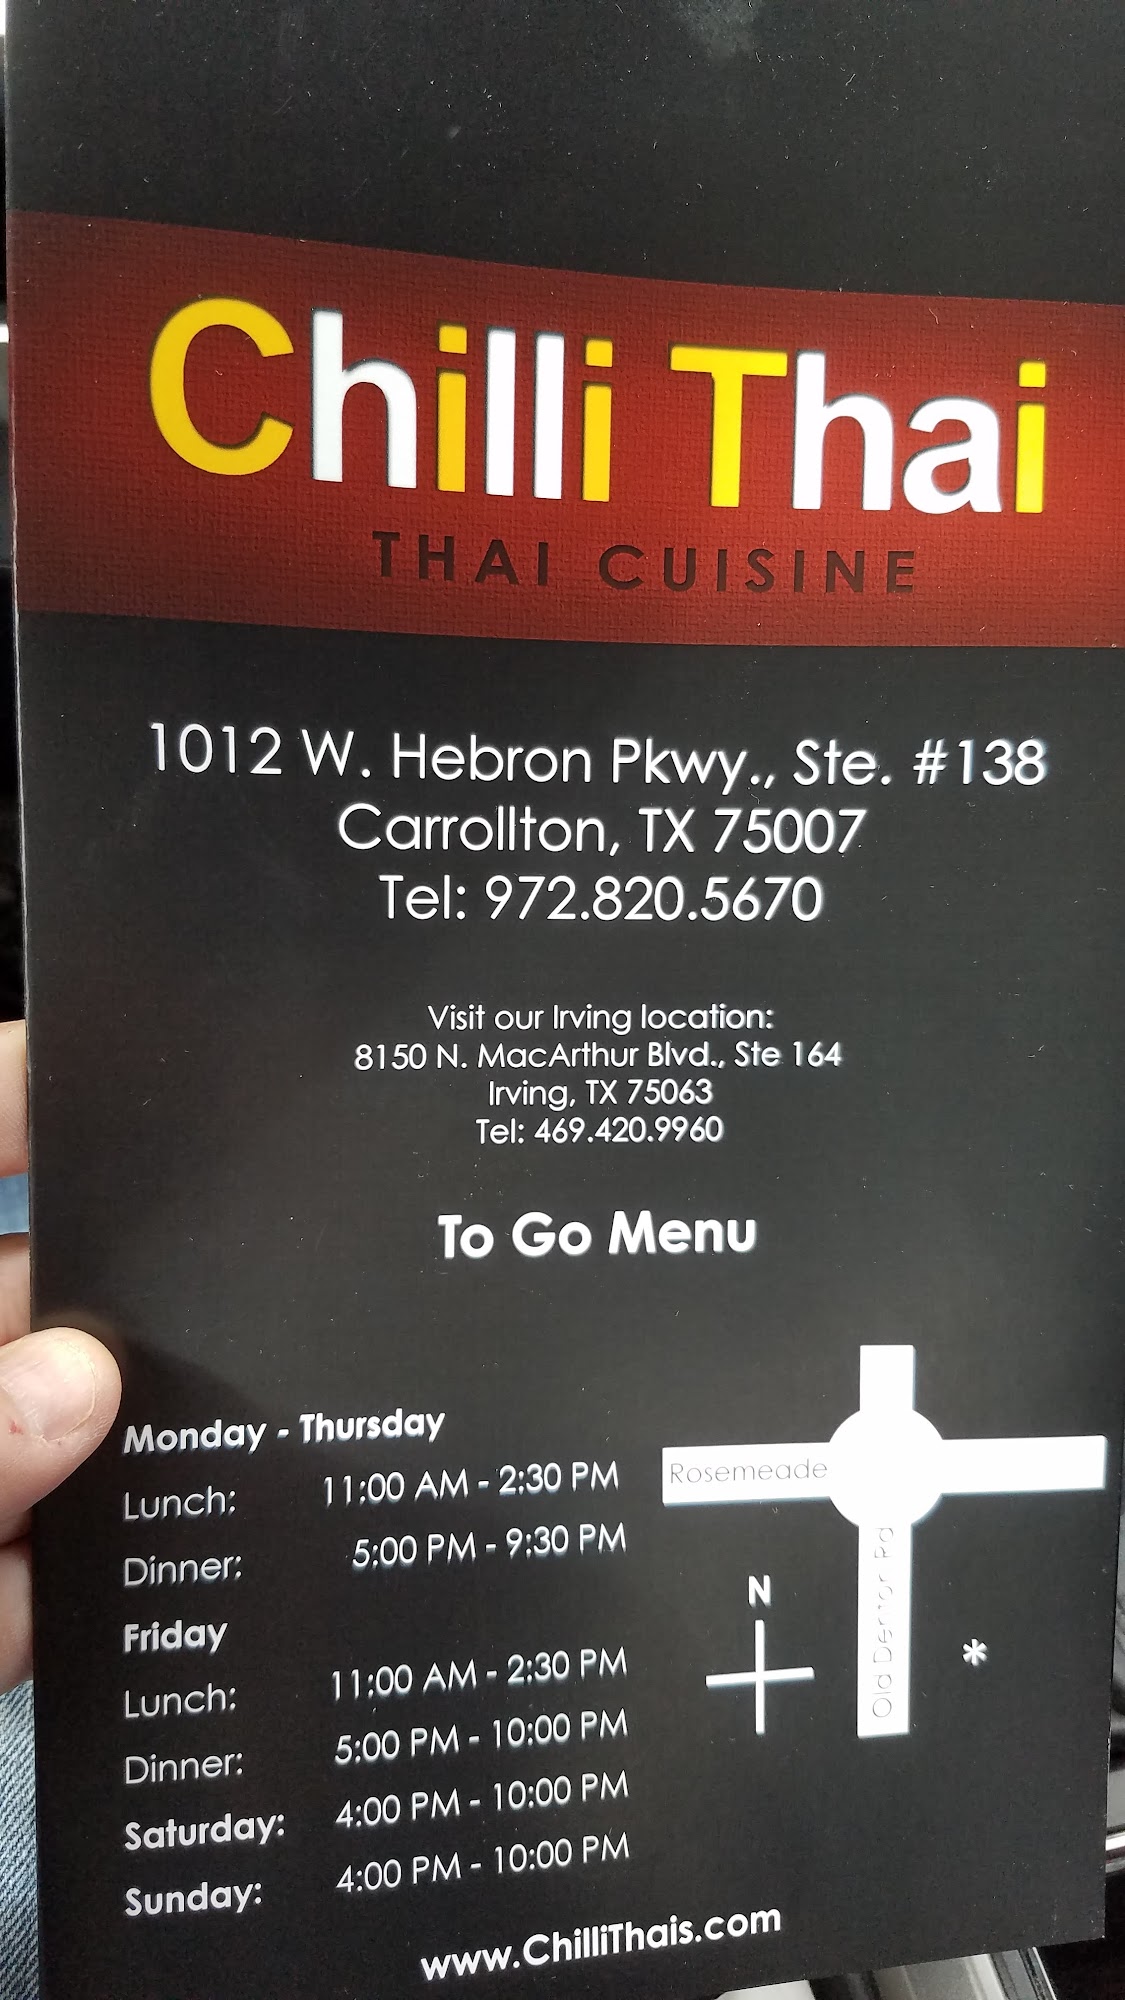 Chilli Thai
THAI CUISINE
1012 W. Hebron Pkwy., Ste. #138
Carrollton, TX 75007
Tel: 972.820.5670
Visit our Irving location:
8150 N. MacArthur Blvd., Ste 164
Irving, TX 75063
Tel: 469.420.9960
To Go Menu
Monday - Thursday
Lunch: 11:00 AM - 2:30 PM
Dinner: 5:00 PM - 9:30 PM
Friday
Lunch: 11:00 AM - 2:30 PM
Dinner: 5:00 PM - 10:00 PM
Saturday: 4:00 PM - 10:00 PM
Sunday: 4:00 PM - 10:00 PM
Rosemeade
Old Denton Rd
N
*
www.ChilliThais.com